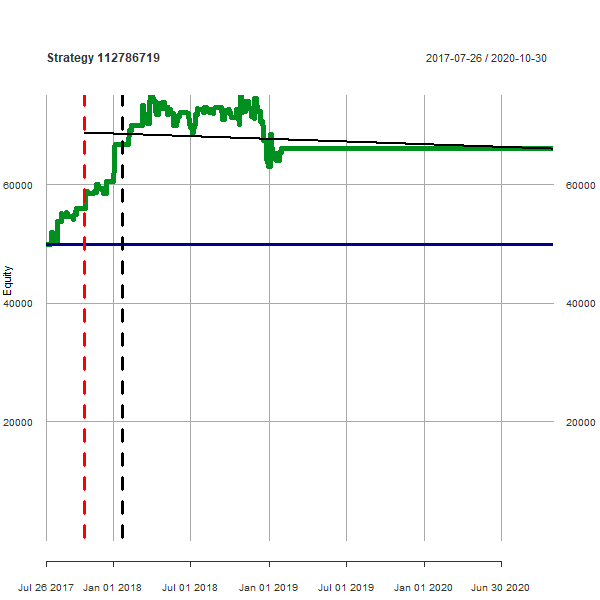 Strategy 112786719
2017-07-26 / 2020-10-30
Equity
60000
60000
40000
40000
20000
20000
Jul 26 2017
Jan 01 2018
Jul 01 2018
Jan 01 2019
Jul 01 2019
Jan 01 2020
Jun 30 2020